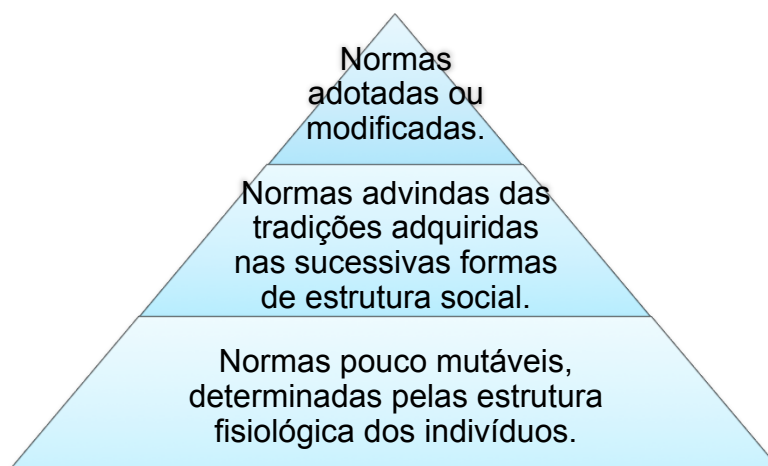 Normas
adotadas ou
modificadas.
Normas advindas das
tradições adquiridas
nas sucessivas formas
de estrutura social.
Normas pouco mutáveis,
determinadas pelas estrutura
fisiológica dos indivíduos.